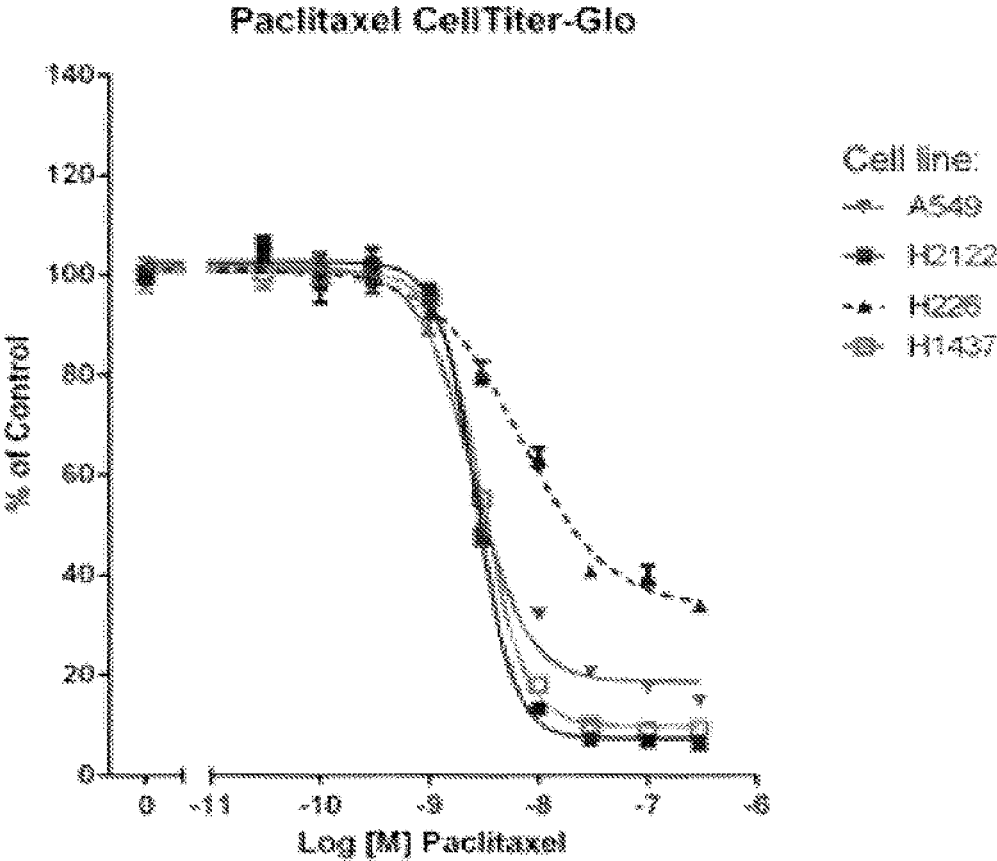 Paclitaxel CellTiter-Glo
140
120
100
80
60
40
20
0
% of Control
0 -11 -10 -9 -8 -7 -6
Log [M] Paclitaxel
Cell line:
A549
H2122
H226
H1437